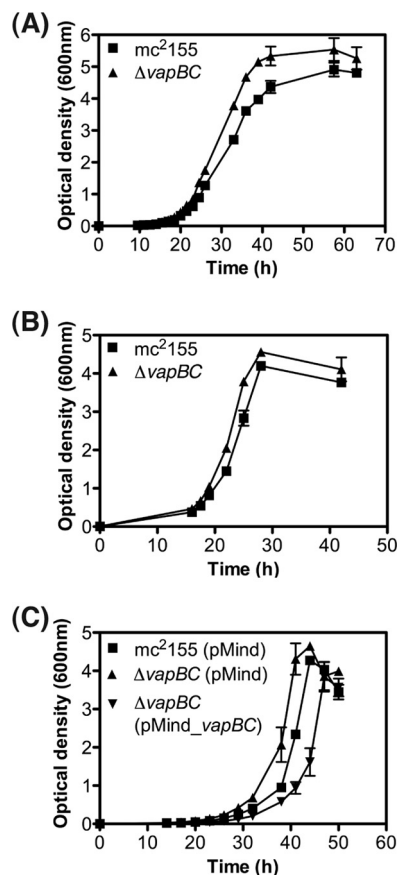 (A)
mc²155
ΔvapBC
Optical density (600nm)
6
5
4
3
2
1
0
0 10 20 30 40 50 60 70
Time (h)
(B)
mc²155
ΔvapBC
Optical density (600nm)
5
4
3
2
1
0
0 10 20 30 40 50
Time (h)
(C)
mc²155 (pMind)
ΔvapBC (pMind)
ΔvapBC
(pMind_vapBC)
Optical density (600nm)
5
4
3
2
1
0
0 10 20 30 40 50 60
Time (h)